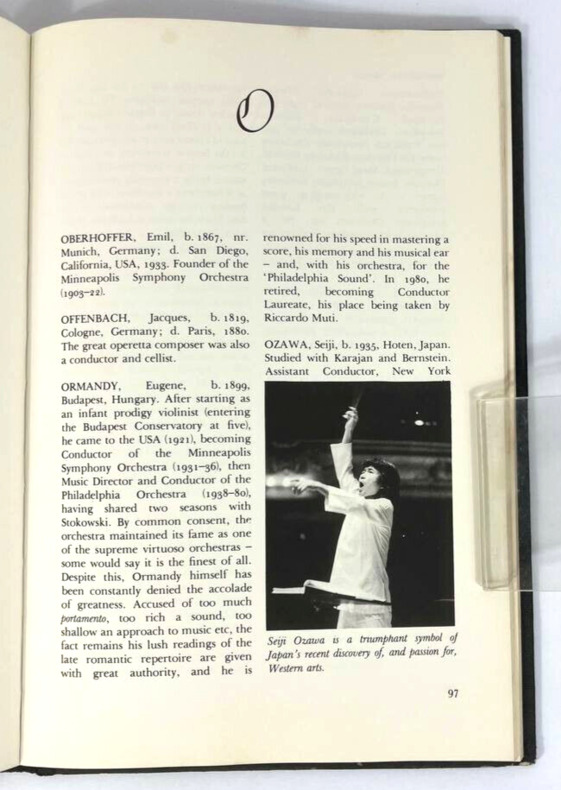 O
OBERHOFFER, Emil, b. 1867, nr.
Munich, Germany; d. San Diego,
California, USA, 1933. Founder of the
Minneapolis Symphony Orchestra
(1903–22).
OFFENBACH, Jacques, b. 1819,
Cologne, Germany; d. Paris, 1880.
The great operetta composer was also
a conductor and cellist.
ORMANDY, Eugene, b. 1899,
Budapest, Hungary. After starting as
an infant prodigy violinist (entering
the Budapest Conservatory at five),
he came to the USA (1921), becoming
Conductor of the Minneapolis
Symphony Orchestra (1931–36), then
Music Director and Conductor of the
Philadelphia Orchestra (1938–80),
having shared two seasons with
Stokowski. By common consent, the
orchestra maintained its fame as one
of the supreme virtuoso orchestras –
some would say it is the finest of all.
Despite this, Ormandy himself has
been constantly denied the accolade
of greatness. Accused of too much
portamento, too rich a sound, too
shallow an approach to music etc, the
fact remains his lush readings of the
late romantic repertoire are given
with great authority, and he is
renowned for his speed in mastering a
score, his memory and his musical ear
– and, with his orchestra, for the
'Philadelphia Sound'. In 1980, he
retired, becoming Conductor
Laureate, his place being taken by
Riccardo Muti.
OZAWA, Seiji, b. 1935, Hoten, Japan.
Studied with Karajan and Bernstein.
Assistant Conductor, New York
Seiji Ozawa is a triumphant symbol of
Japan's recent discovery of, and passion for,
Western arts.
97